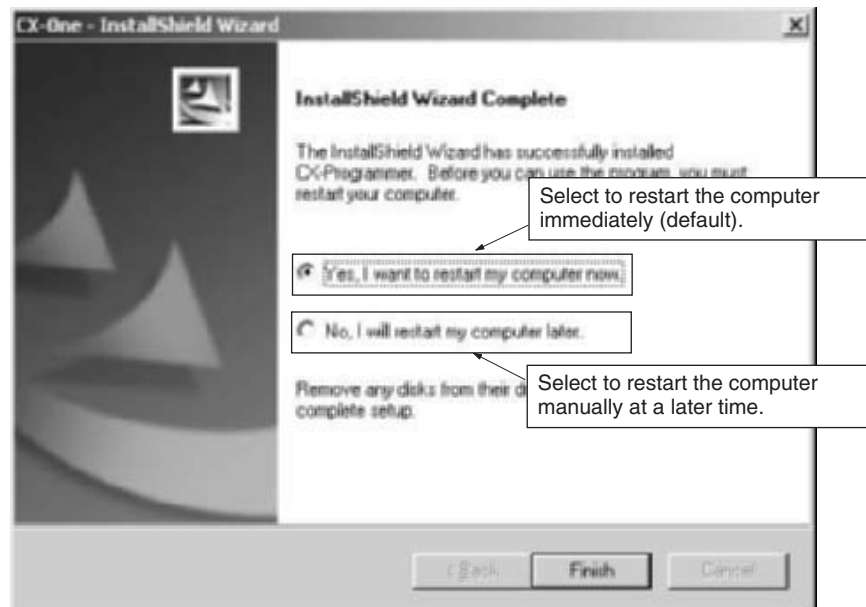 CX-One - InstallShield Wizard
InstallShield Wizard Complete
The InstallShield Wizard has successfully installed
CX-Programmer. Before you can use the program, you must
restart your computer.
Select to restart the computer
immediately (default).
Yes, I want to restart my computer now.
No, I will restart my computer later.
Remove any disks from their
complete setup.
Select to restart the computer
manually at a later time.
< Back
Finish
Cancel